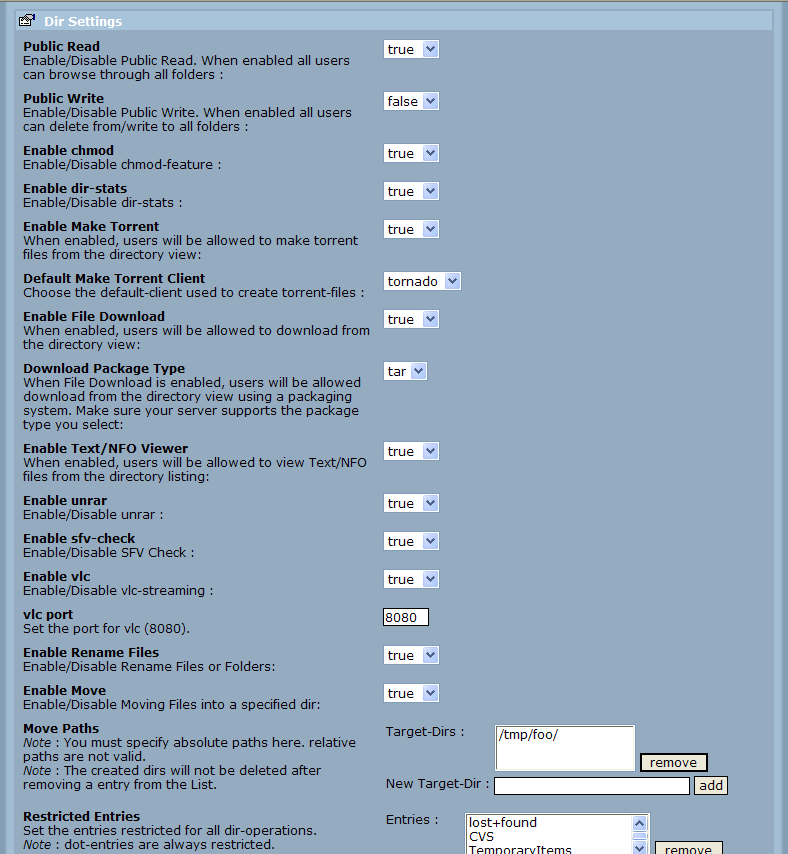 Dir Settings
Public Read
Enable/Disable Public Read. When enabled all users
can browse through all folders :
true
Public Write
Enable/Disable Public Write. When enabled all users
can delete from/write to all folders :
false
Enable chmod
Enable/Disable chmod-feature :
true
Enable dir-stats
Enable/Disable dir-stats :
true
Enable Make Torrent
When enabled, users will be allowed to make torrent
files from the directory view:
true
Default Make Torrent Client
Choose the default-client used to create torrent-files :
tornado
Enable File Download
When enabled, users will be allowed to download from
the directory view:
true
Download Package Type
When File Download is enabled, users will be allowed
download from the directory view using a packaging
system. Make sure your server supports the package
type you select:
tar
Enable Text/NFO Viewer
When enabled, users will be allowed to view Text/NFO
files from the directory listing:
true
Enable unrar
Enable/Disable unrar :
true
Enable sfv-check
Enable/Disable SFV Check :
true
Enable vlc
Enable/Disable vlc-streaming :
true
vlc port
Set the port for vlc (8080).
8080
Enable Rename Files
Enable/Disable Rename Files or Folders:
true
Enable Move
Enable/Disable Moving Files into a specified dir:
true
Move Paths
Note : You must specify absolute paths here. relative
paths are not valid.
Note : The created dirs will not be deleted after
removing a entry from the List.
Target-Dirs :
/tmp/foo/
remove
New Target-Dir :
add
Restricted Entries
Set the entries restricted for all dir-operations.
Note : dot-entries are always restricted.
Entries :
lost+found
CVS
TemporaryItems
remove